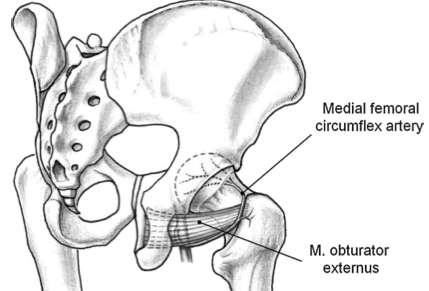 Medial femoral
circumflex artery
M. obturator
externus